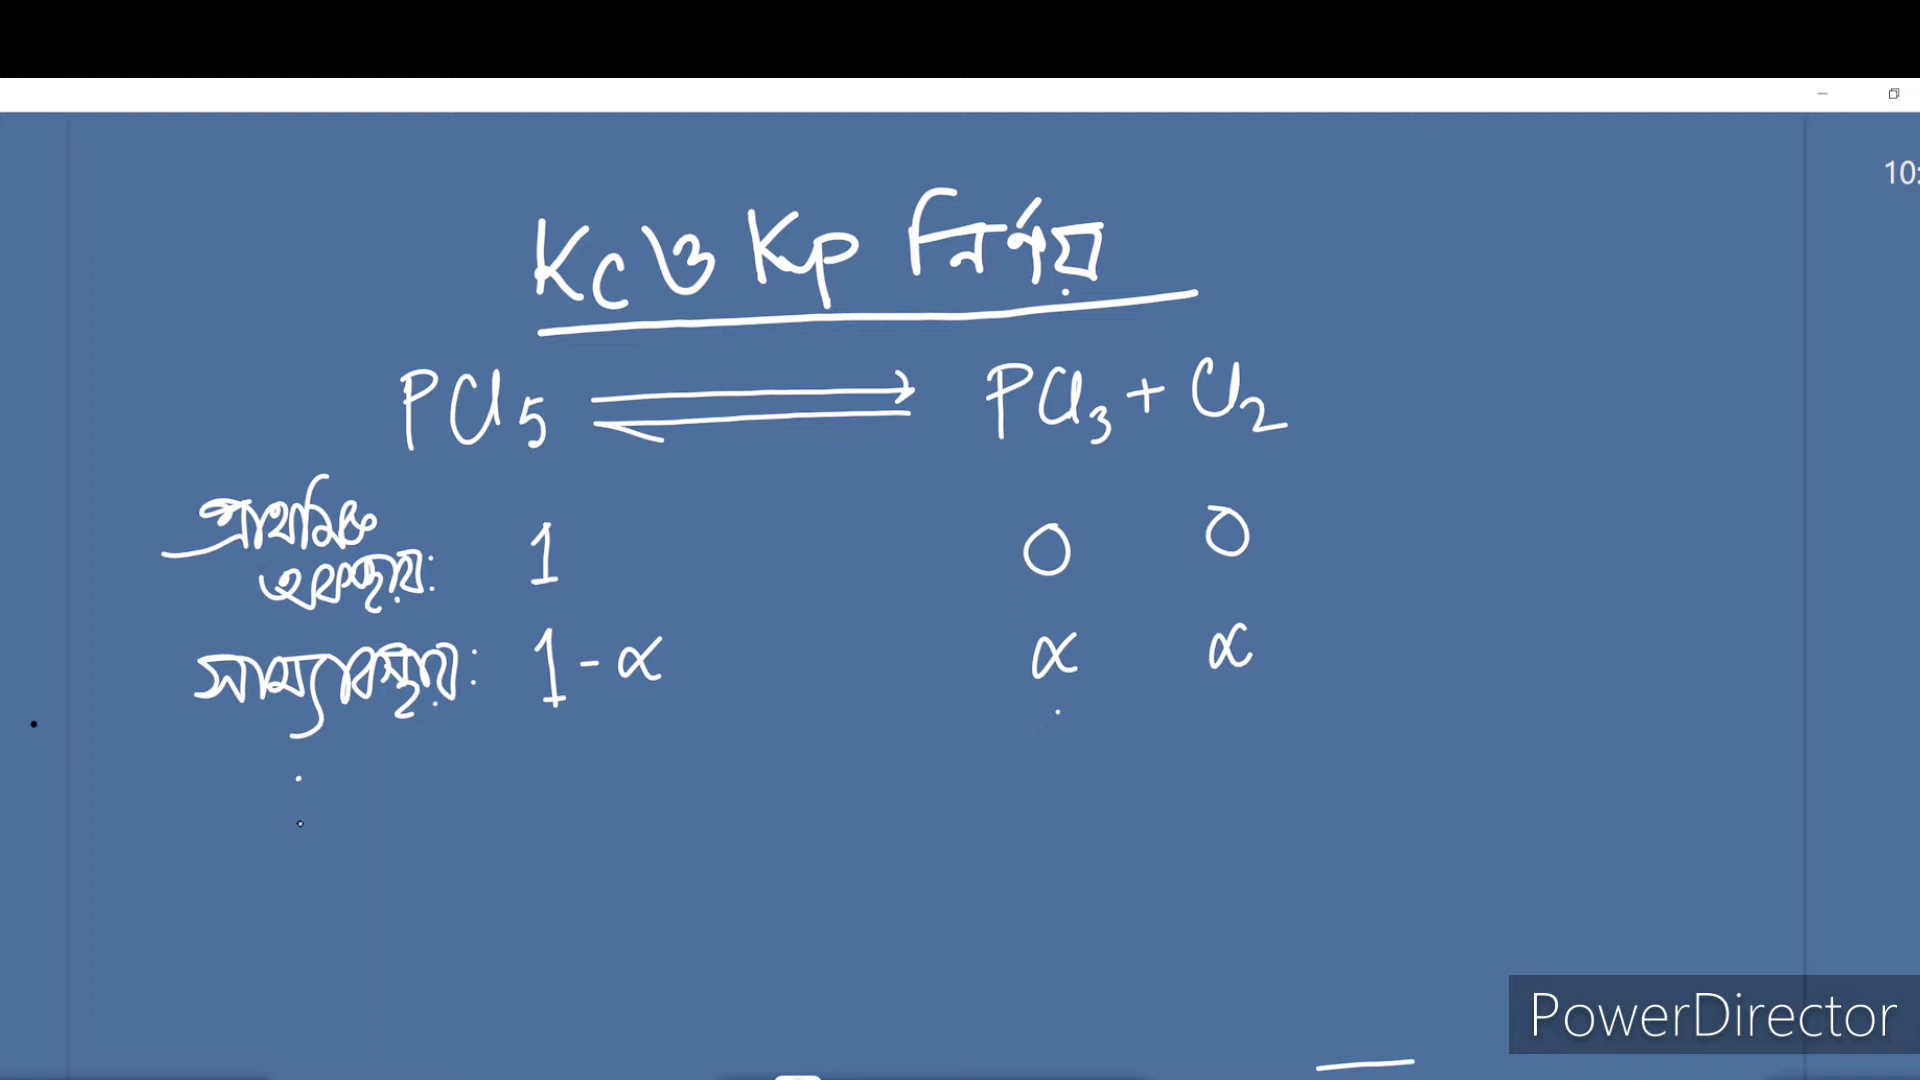 10:
Kc ও Kp নির্ণয়
PCl5 ⇌ PCl3 + Cl2
প্রাথমিক
অবস্থায়: 1 0 0
সাম্যাবস্থায়: 1 - α α α
PowerDirector